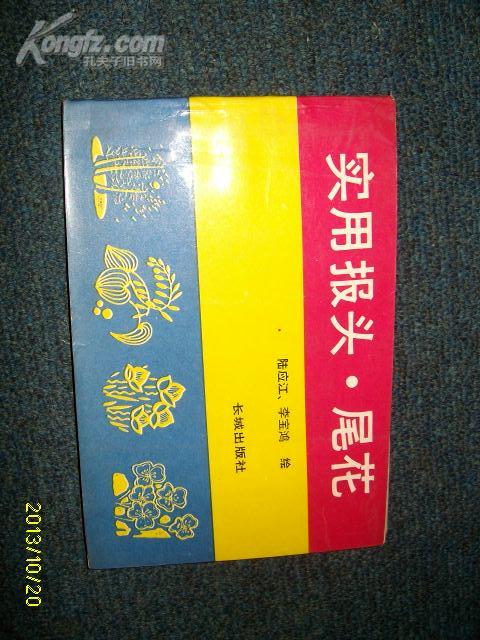 Kongfz.com
孔夫子旧书网
实用报头·尾花
陆应江、李宝鸿 绘
长城出版社
2013/10/20